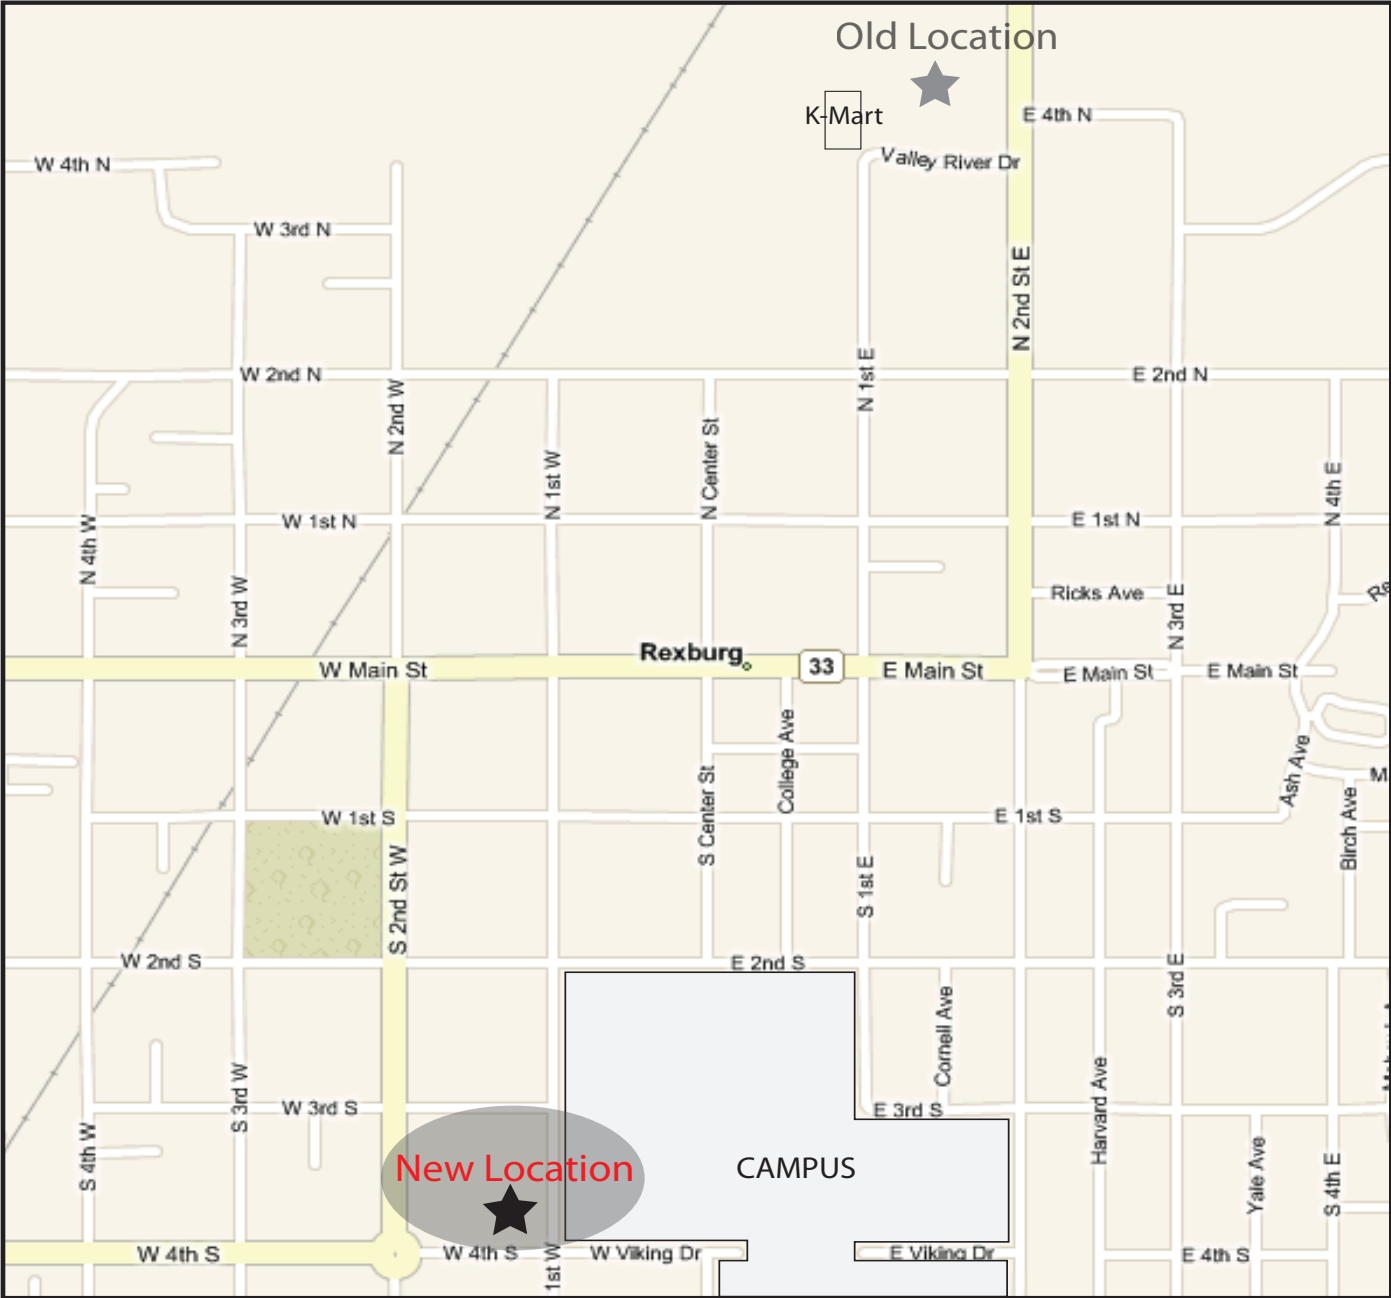 Old Location
K-Mart
E 4th N
Valley River Dr
W 4th N
W 3rd N
N 2nd St E
W 2nd N
E 2nd N
N 2nd W
N 1st E
N Center St
N 1st W
N 4th E
W 1st N
E 1st N
N 4th W
N 3rd W
Ricks Ave
N 3rd E
Rexburg
33
W Main St
E Main St
E Main St
E Main St
College Ave
S Center St
Ash Ave
Birch Ave
W 1st S
E 1st S
S 2nd St W
S 1st E
W 2nd S
E 2nd S
S 3rd E
Cornell Ave
Harvard Ave
S 3rd W
W 3rd S
E 3rd S
S 4th W
New Location
CAMPUS
Yale Ave
S 4th E
W 4th S
W 4th S
1st W
W Viking Dr
E Viking Dr
E 4th S